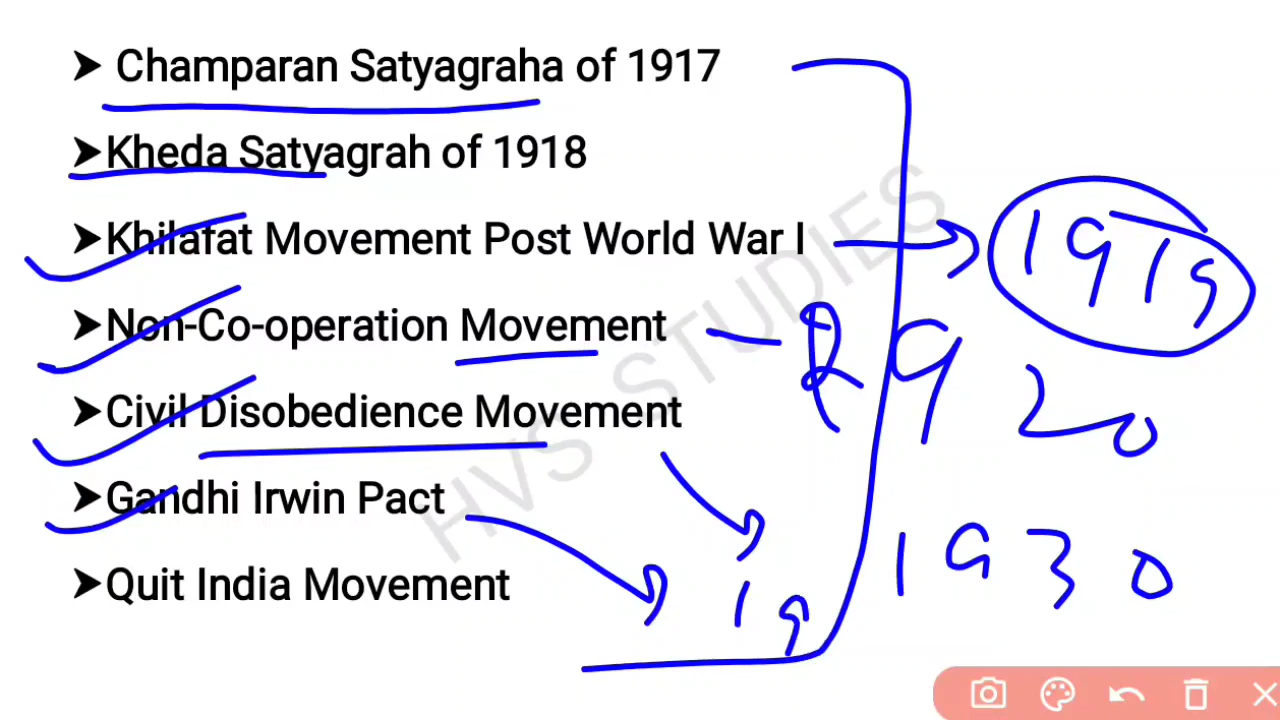 ➤ Champaran Satyagraha of 1917
➤Kheda Satyagrah of 1918
➤Khilafat Movement Post World War I
1919
➤Non-Co-operation Movement
1920
➤Civil Disobedience Movement
➤Gandhi Irwin Pact
1930
➤Quit India Movement
19
HVS STUDIES